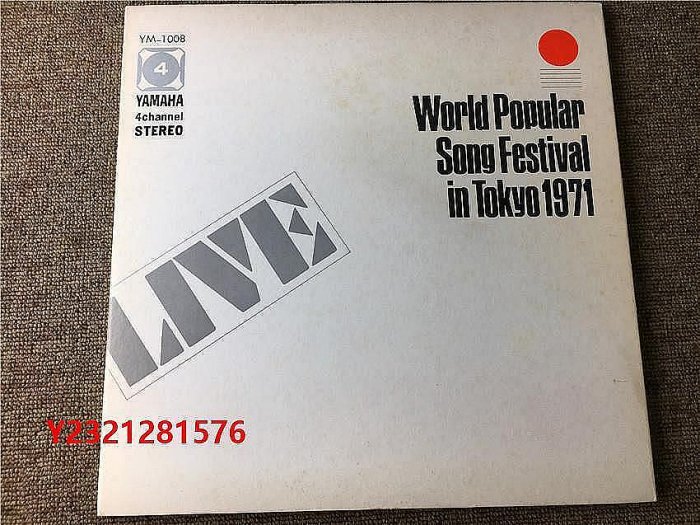 YM-1008
4
YAMAHA
4channel
STEREO
World Popular
Song Festival
in Tokyo 1971
LIVE
Y2321281576